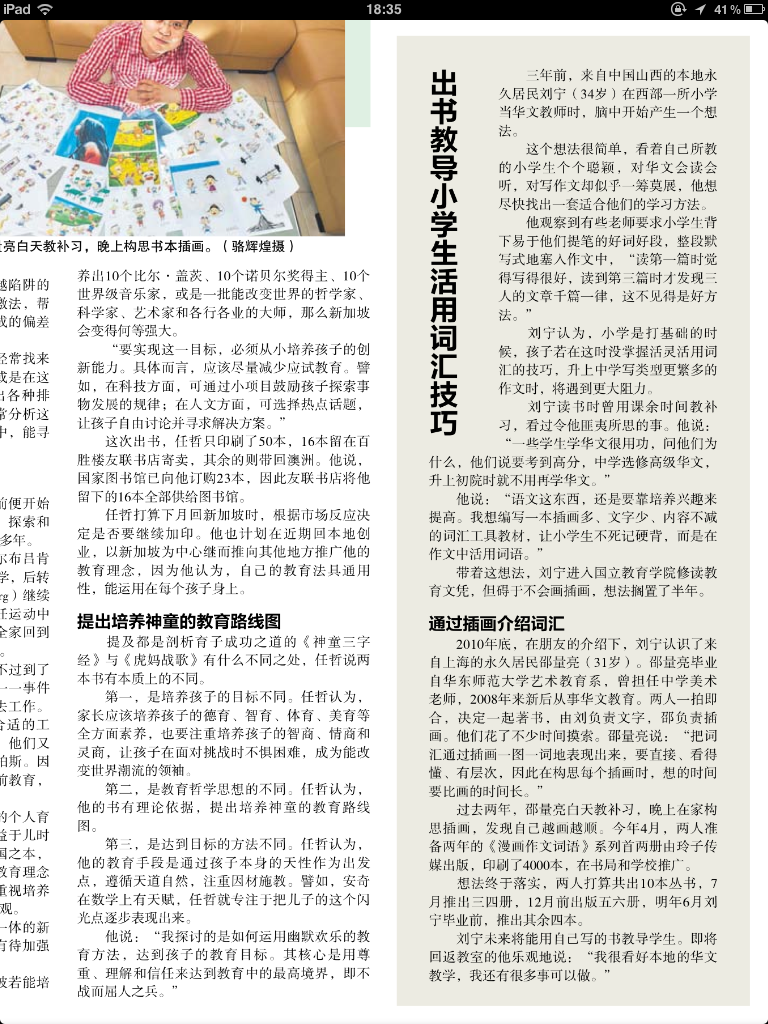 iPad
18:35
41%
亮白天教补习，晚上构思书本插画。（骆辉煌摄）
越陷阱的
做法，帮
成的偏差
经常找来
或是在这
出各种排
常分析这
中，能寻
前便开始
探索和
多年。
尔布吕肯
学，后转
rg）继续
任运动中
全家回到
。
不过到了
一一事件
去工作。
合适的工
他们又
伯斯。因
前教育，
的个人育
益于儿时
国之本，
教育理念
重视培养
观。
一体的新
有待加强
皮若能培
养出10个比尔·盖茨、10个诺贝尔奖得主、10个
世界级音乐家，或是一批能改变世界的哲学家、
科学家、艺术家和各行各业的大师，那么新加坡
会变得何等强大。
“要实现这一目标，必须从小培养孩子的创
新能力。具体而言，应该尽量减少应试教育。譬
如，在科技方面，可通过小项目鼓励孩子探索事
物发展的规律；在人文方面，可选择热点话题，
让孩子自由讨论并寻求解决方案。”
这次出书，任哲只印刷了50本，16本留在百
胜楼友联书店寄卖，其余的则带回澳洲。他说，
国家图书馆已向他订购23本，因此友联书店将他
留下的16本全部供给图书馆。
任哲打算下月回新加坡时，根据市场反应决
定是否要继续加印。他也计划在近期回本地创
业，以新加坡为中心继而推向其他地方推广他的
教育理念，因为他认为，自己的教育法具通用
性，能运用在每个孩子身上。
提出培养神童的教育路线图
提及都是剖析育子成功之道的《神童三字
经》与《虎妈战歌》有什么不同之处，任哲说两
本书有本质上的不同。
第一，是培养孩子的目标不同。任哲认为，
家长应该培养孩子的德育、智育、体育、美育等
全方面素养，也要注重培养孩子的智商、情商和
灵商，让孩子在面对挑战时不惧困难，成为能改
变世界潮流的领袖。
第二，是教育哲学思想的不同。任哲认为，
他的书有理论依据，提出培养神童的教育路线
图。
第三，是达到目标的方法不同。任哲认为，
他的教育手段是通过孩子本身的天性作为出发
点，遵循天道自然，注重因材施教。譬如，安奇
在数学上有天赋，任哲就专注于把儿子的这个闪
光点逐步表现出来。
他说：“我探讨的是如何运用幽默欢乐的教
育方法，达到孩子的教育目标。其核心是用尊
重、理解和信任来达到教育中的最高境界，即不
战而屈人之兵。”
出书教导小学生活用词汇技巧
三年前，来自中国山西的本地永
久居民刘宁（34岁）在西部一所小学
当华文教师时，脑中开始产生一个想
法。
这个想法很简单，看着自己所教
的小学生个个聪颖，对华文会读会
听，对写作文却似乎一筹莫展，他想
尽快找出一套适合他们的学习方法。
他观察到有些老师要求小学生背
下易于他们提笔的好词好段，整段默
写式地塞人作文中，“读第一篇时觉
得写得很好，读到第三篇时才发现三
人的文章千篇一律，这不见得是好方
法。”
刘宁认为，小学是打基础的时
候，孩子若在这时没掌握活灵活用词
汇的技巧，升上中学写类型更繁多的
作文时，将遇到更大阻力。
刘宁读书时曾用课余时间教补
习，看过令他匪夷所思的事。他说：
“一些学生学华文很用功，问他们为
什么，他们说要考到高分，中学选修高级华文，
升上初院时就不用再学华文。”
他说：“语文这东西，还是要靠培养兴趣来
提高。我想编写一本插画多、文字少、内容不减
的词汇工具教材，让小学生不死记硬背，而是在
作文中活用词语。”
带着这想法，刘宁进入国立教育学院修读教
育文凭，但碍于不会画插画，想法搁置了半年。
通过插画介绍词汇
2010年底，在朋友的介绍下，刘宁认识了来
自上海的永久居民邵量亮（31岁）。邵量亮毕业
自华东师范大学艺术教育系，曾担任中学美术
老师，2008年来新后从事华文教育。两人一拍即
合，决定一起著书，由刘负责文字，邵负责插
画。他们花了不少时间摸索。邵量亮说：“把词
汇通过插画一图一词地表现出来，要直接、看得
懂、有层次，因此在构思每个插画时，想的时间
要比画的时间长。”
过去两年，邵量亮白天教补习，晚上在家构
思插画，发现自己越画越顺。今年4月，两人准
备两年的《漫画作文词语》系列首两册由玲子传
媒出版，印刷了4000本，在书局和学校推广。
想法终于落实，两人打算共出10本丛书，7
月推出三四册，12月前出版五六册，明年6月刘
宁毕业前，推出其余四本。
刘宁未来将能用自己写的书教导学生。即将
回返教室的他乐观地说：“我很看好本地的华文
教学，我还有很多事可以做。”